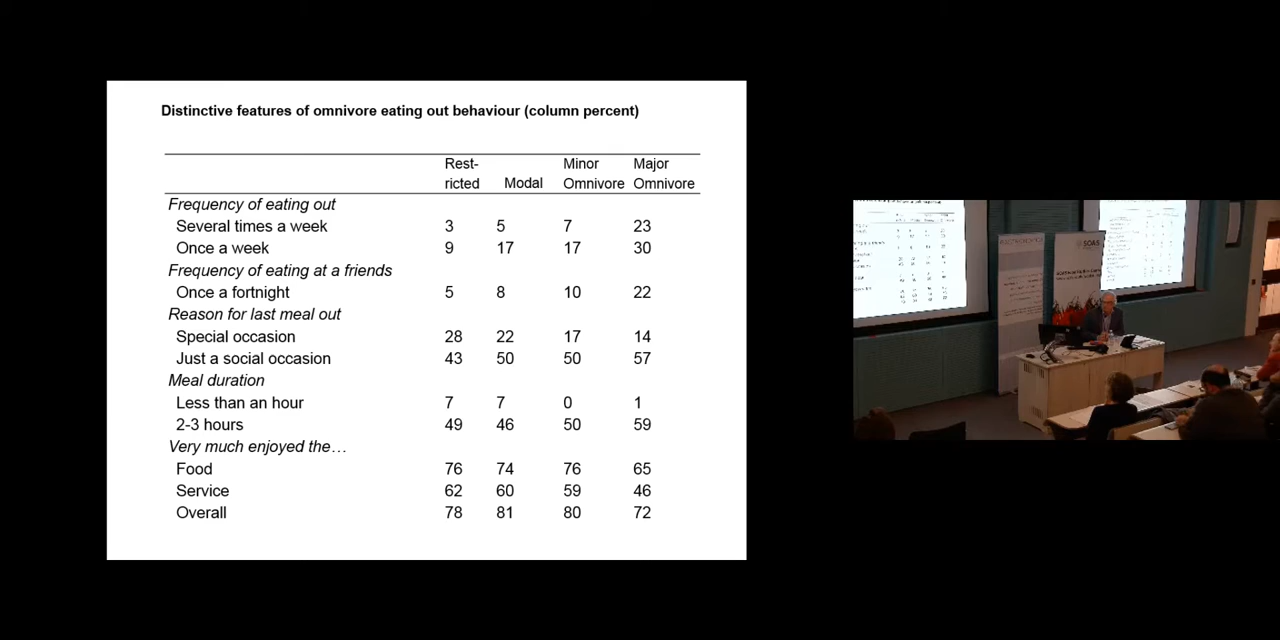 Distinctive features of omnivore eating out behaviour (column percent)
Rest-
ricted Modal Minor Omnivore Major Omnivore
Frequency of eating out
Several times a week 3 5 7 23
Once a week 9 17 17 30
Frequency of eating at a friends
Once a fortnight 5 8 10 22
Reason for last meal out
Special occasion 28 22 17 14
Just a social occasion 43 50 50 57
Meal duration
Less than an hour 7 7 0 1
2-3 hours 49 46 50 59
Very much enjoyed the…
Food 76 74 76 65
Service 62 60 59 46
Overall 78 81 80 72
SOAS